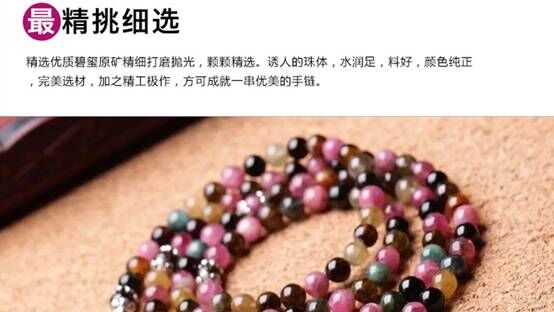 最精挑细选
精选优质碧玺原矿精细打磨抛光，颗颗精选。诱人的珠体，水润足，料好，颜色纯正
，完美选材，加之精工极作，方可成就一串优美的手链。